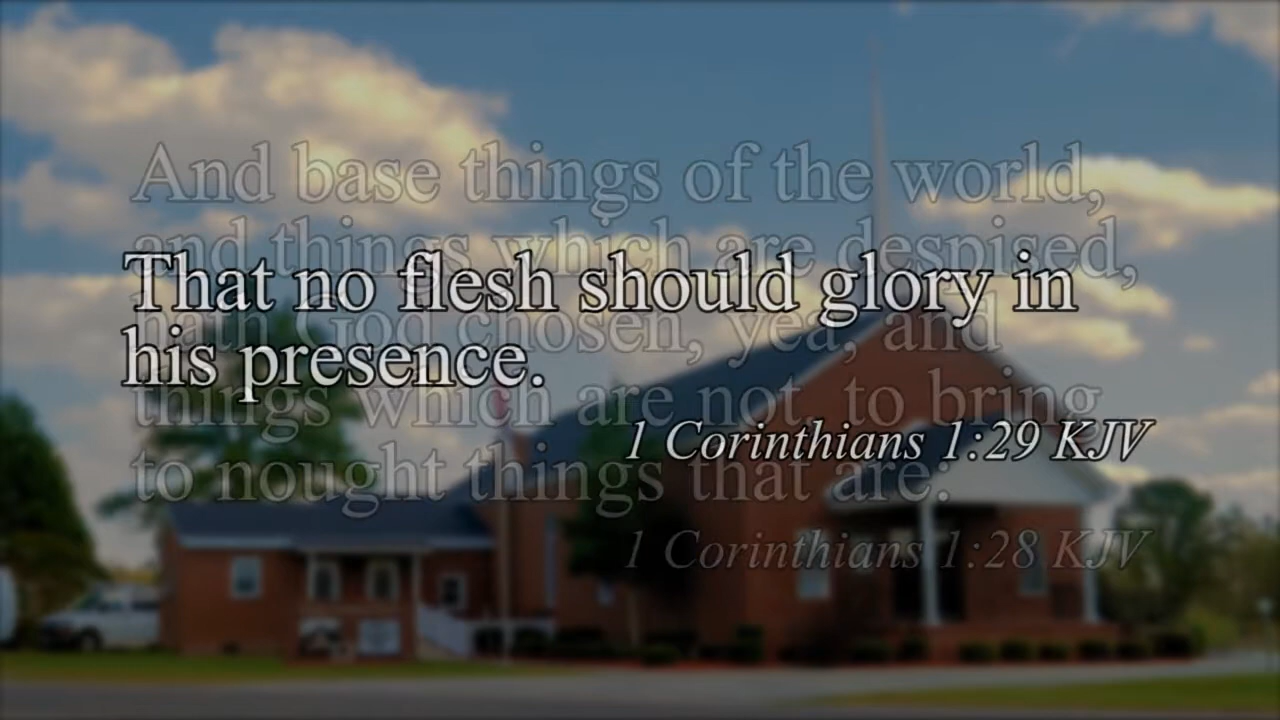 And base things of the world,
and things which are despised,
hath God chosen, yea, and
things which are not, to bring
to nought things that are:
1 Corinthians 1:28 KJV
That no flesh should glory in
his presence.
1 Corinthians 1:29 KJV